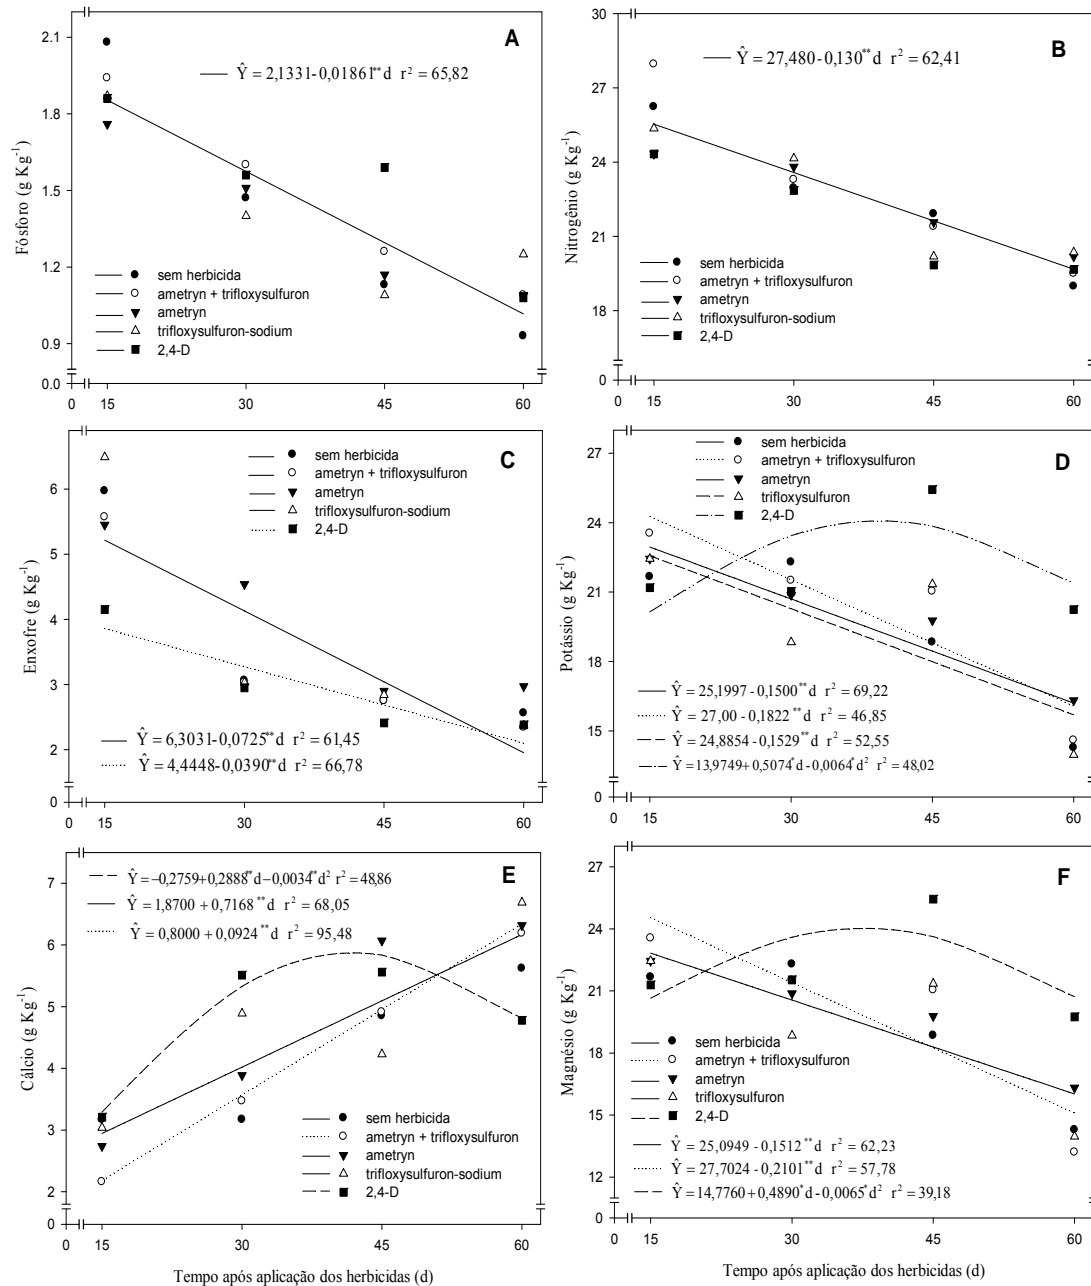 A
Ŷ = 2,1331-0,01861**d r² = 65,82
Fósforo (g Kg⁻¹)
2.1
1.8
1.5
1.2
0.9
0.0
sem herbicida
ametryn + trifloxysulfuron
ametryn
trifloxysulfuron-sodium
2,4-D
0 15 30 45 60
B
Ŷ = 27,480-0,130**d r² = 62,41
Nitrogênio (g Kg⁻¹)
30
27
24
20
18
0
sem herbicida
ametryn + trifloxysulfuron
ametryn
trifloxysulfuron-sodium
2,4-D
0 15 30 45 60
C
sem herbicida
ametryn + trifloxysulfuron
ametryn
trifloxysulfuron-sodium
2,4-D
Enxofre (g Kg⁻¹)
6
5
4
3
2
0
Ŷ = 6,3031-0,0725**d r² = 61,45
Ŷ = 4,4448-0,0390**d r² = 66,78
0 15 30 45 60
D
sem herbicida
ametryn + trifloxysulfuron
ametryn
trifloxysulfuron
2,4-D
Potássio (g Kg⁻¹)
27
24
21
18
15
0
Ŷ = 25,1997 - 0,1500**d r² = 69,22
Ŷ = 27,00 - 0,1822**d r² = 46,85
Ŷ = 24,8854 - 0,1529**d r² = 52,55
Ŷ =13,9749+0,5074*d - 0,0064*d² r² = 48,02
0 15 30 45 60
E
Ŷ = -0,2759+0,2888**d-0,0034**d² r² =48,86
Ŷ = 1,8700 + 0,7168**d r² = 68,05
Ŷ = 0,8000 + 0,0924**d r² = 95,48
Cálcio (g Kg⁻¹)
7
6
5
4
3
2
0
sem herbicida
ametryn + trifloxysulfuron
ametryn
trifloxysulfuron-sodium
2,4-D
0 15 30 45 60
Tempo após aplicação dos herbicidas (d)
F
Magnésio (g Kg⁻¹)
27
24
21
18
15
12
0
sem herbicida
ametryn + trifloxysulfuron
ametryn
trifloxysulfuron
2,4-D
Ŷ = 25,0949 - 0,1512**d r² = 62,23
Ŷ = 27,7024 - 0,2101**d r² = 57,78
Ŷ = 14,7760+ 0,4890*d - 0,0065*d² r² = 39,18
0 15 30 45 60
Tempo após aplicação dos herbicidas (d)